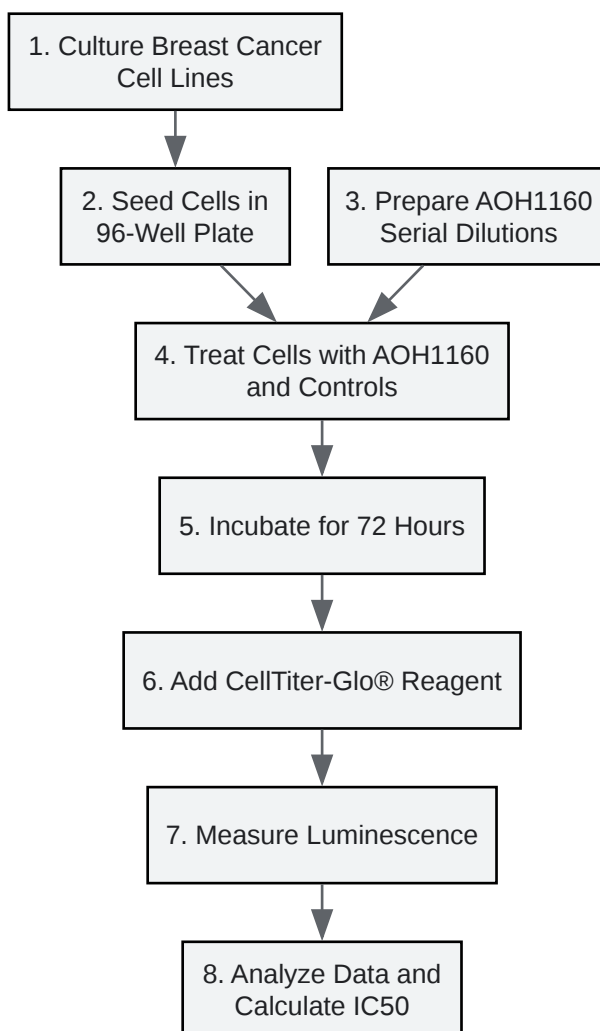 1. Culture Breast Cancer
Cell Lines
2. Seed Cells in
96-Well Plate
3. Prepare AOH1160
Serial Dilutions
4. Treat Cells with AOH1160
and Controls
5. Incubate for 72 Hours
6. Add CellTiter-Glo® Reagent
7. Measure Luminescence
8. Analyze Data and
Calculate IC50